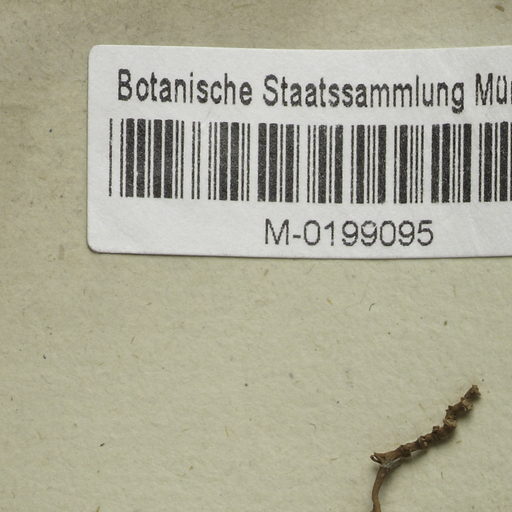 Botanische Staatssammlung Mü
M-0199095